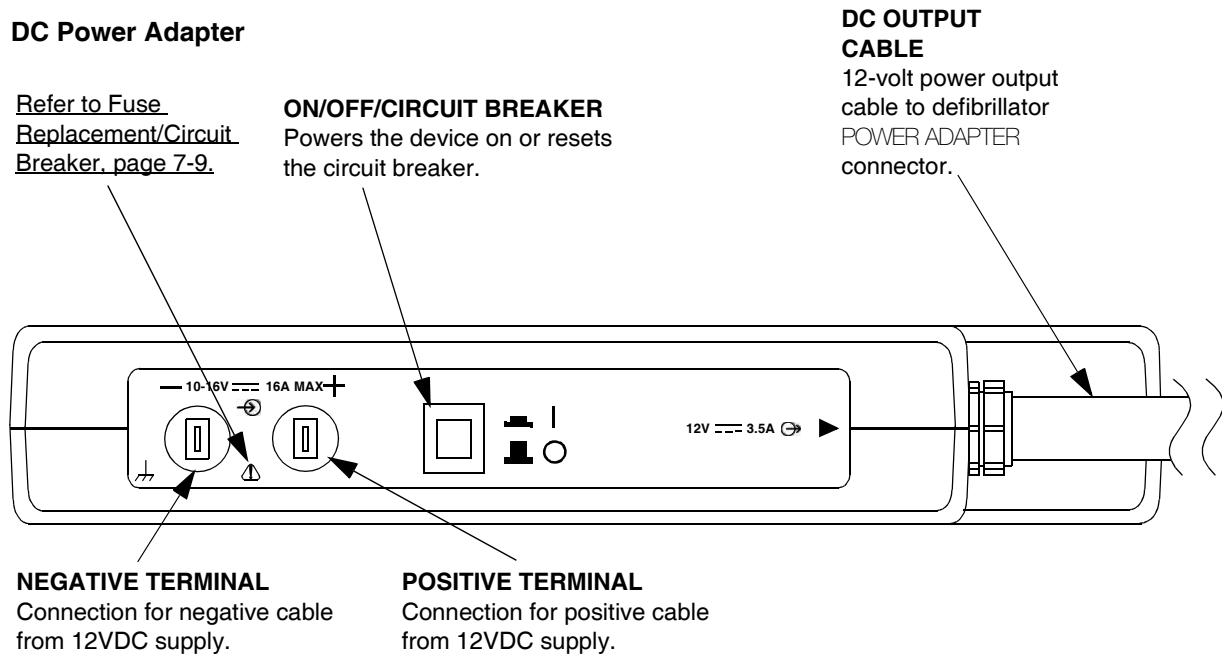 DC Power Adapter
Refer to Fuse
Replacement/Circuit
Breaker, page 7-9.
ON/OFF/CIRCUIT BREAKER
Powers the device on or resets
the circuit breaker.
DC OUTPUT
CABLE
12-volt power output
cable to defibrillator
POWER ADAPTER
connector.
10-16V 16A MAX
12V 3.5A
NEGATIVE TERMINAL
Connection for negative cable
from 12VDC supply.
POSITIVE TERMINAL
Connection for positive cable
from 12VDC supply.